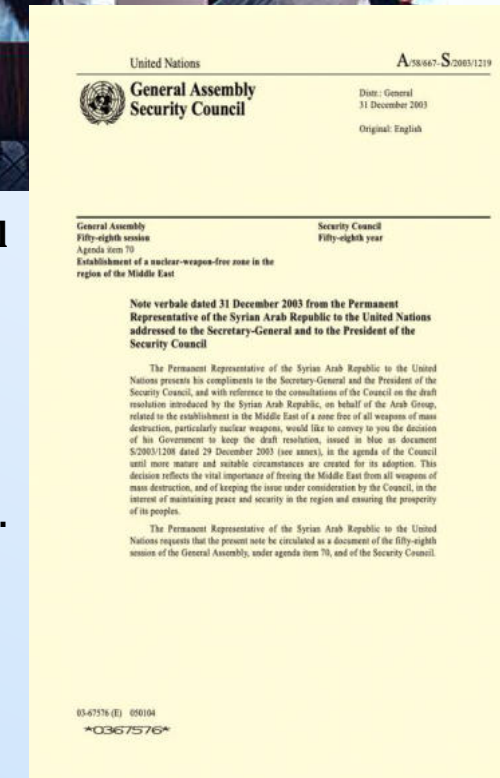 United Nations
A/58/667-S/2003/1219
General Assembly
Security Council
Distr.: General
31 December 2003
Original: English
General Assembly
Fifty-eighth session
Agenda item 70
Establishment of a nuclear-weapon-free zone in the
region of the Middle East
Security Council
Fifty-eighth year
Note verbale dated 31 December 2003 from the Permanent
Representative of the Syrian Arab Republic to the United Nations
addressed to the Secretary-General and to the President of the
Security Council
The Permanent Representative of the Syrian Arab Republic to the United
Nations presents his compliments to the Secretary-General and the President of the
Security Council, and with reference to the consultations of the Council on the draft
resolution introduced by the Syrian Arab Republic, on behalf of the Arab Group,
related to the establishment in the Middle East of a zone free of all weapons of mass
destruction, particularly nuclear weapons, would like to convey to you the decision
of his Government to keep the draft resolution, issued in blue as document
S/2003/1208 dated 29 December 2003 (see annex), in the agenda of the Council
until more mature and suitable circumstances are created for its adoption. This
decision reflects the vital importance of freeing the Middle East from all weapons of
mass destruction, and of keeping the issue under consideration by the Council, in the
interest of maintaining peace and security in the region and ensuring the prosperity
of its peoples.
The Permanent Representative of the Syrian Arab Republic to the United
Nations requests that the present note be circulated as a document of the fifty-eighth
session of the General Assembly, under agenda item 70, and of the Security Council.
03-67576 (E) 050104
*0367576*